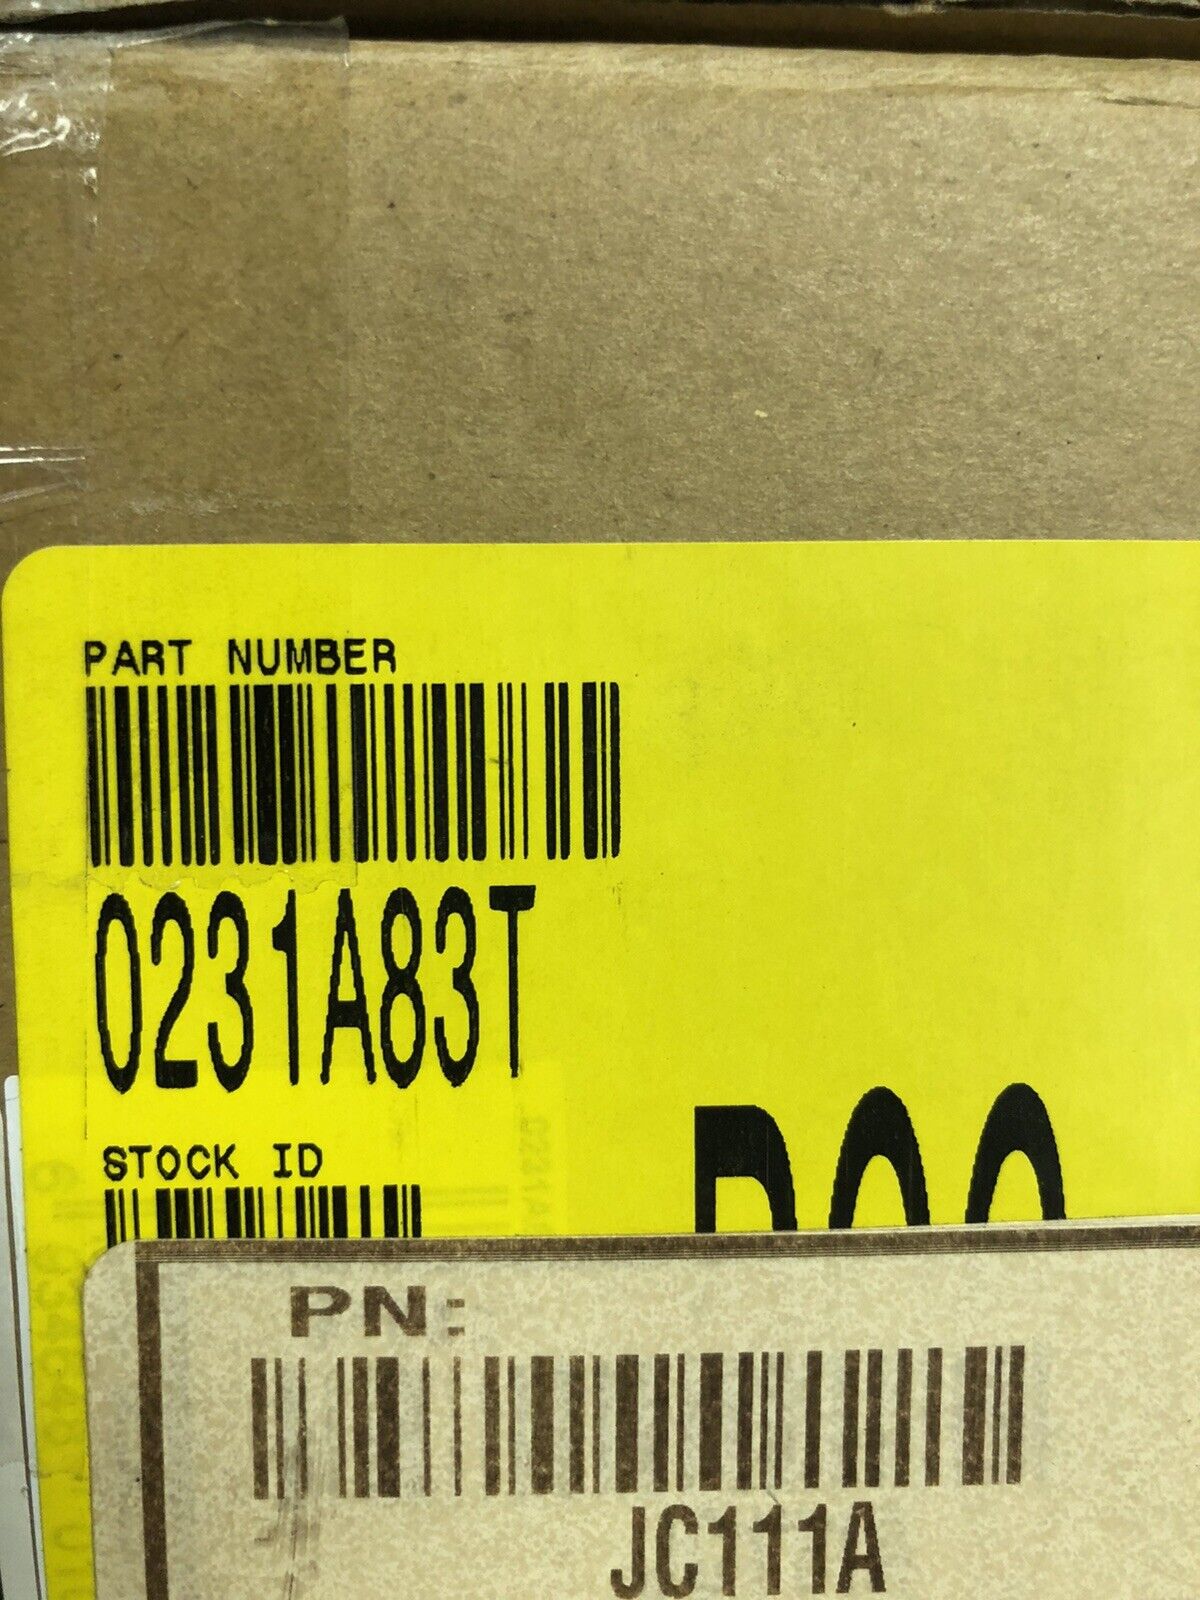 PART NUMBER
0231A83T
STOCK ID
PN:
JC111A